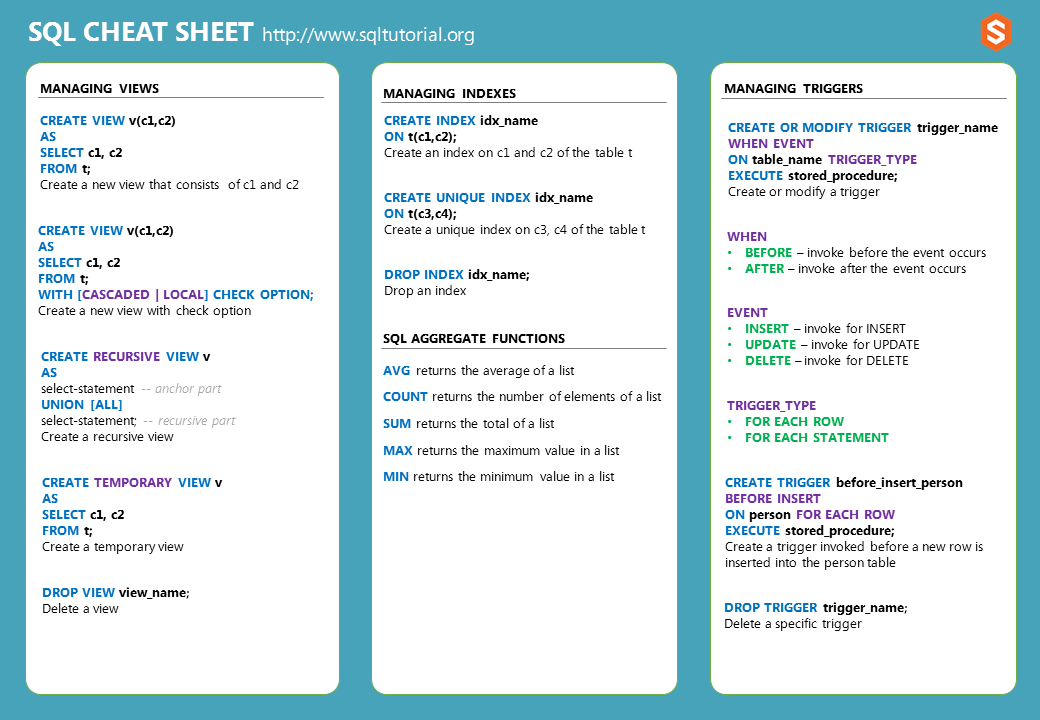 SQL CHEAT SHEET http://www.sqltutorial.org
S
MANAGING VIEWS
CREATE VIEW v(c1,c2)
AS
SELECT c1, c2
FROM t;
Create a new view that consists of c1 and c2
CREATE VIEW v(c1,c2)
AS
SELECT c1, c2
FROM t;
WITH [CASCADED | LOCAL] CHECK OPTION;
Create a new view with check option
CREATE RECURSIVE VIEW v
AS
select-statement -- anchor part
UNION [ALL]
select-statement; -- recursive part
Create a recursive view
CREATE TEMPORARY VIEW v
AS
SELECT c1, c2
FROM t;
Create a temporary view
DROP VIEW view_name;
Delete a view
MANAGING INDEXES
CREATE INDEX idx_name
ON t(c1,c2);
Create an index on c1 and c2 of the table t
CREATE UNIQUE INDEX idx_name
ON t(c3,c4);
Create a unique index on c3, c4 of the table t
DROP INDEX idx_name;
Drop an index
SQL AGGREGATE FUNCTIONS
AVG returns the average of a list
COUNT returns the number of elements of a list
SUM returns the total of a list
MAX returns the maximum value in a list
MIN returns the minimum value in a list
MANAGING TRIGGERS
CREATE OR MODIFY TRIGGER trigger_name
WHEN EVENT
ON table_name TRIGGER_TYPE
EXECUTE stored_procedure;
Create or modify a trigger
WHEN
• BEFORE – invoke before the event occurs
• AFTER – invoke after the event occurs
EVENT
• INSERT – invoke for INSERT
• UPDATE – invoke for UPDATE
• DELETE – invoke for DELETE
TRIGGER_TYPE
• FOR EACH ROW
• FOR EACH STATEMENT
CREATE TRIGGER before_insert_person
BEFORE INSERT
ON person FOR EACH ROW
EXECUTE stored_procedure;
Create a trigger invoked before a new row is
inserted into the person table
DROP TRIGGER trigger_name;
Delete a specific trigger